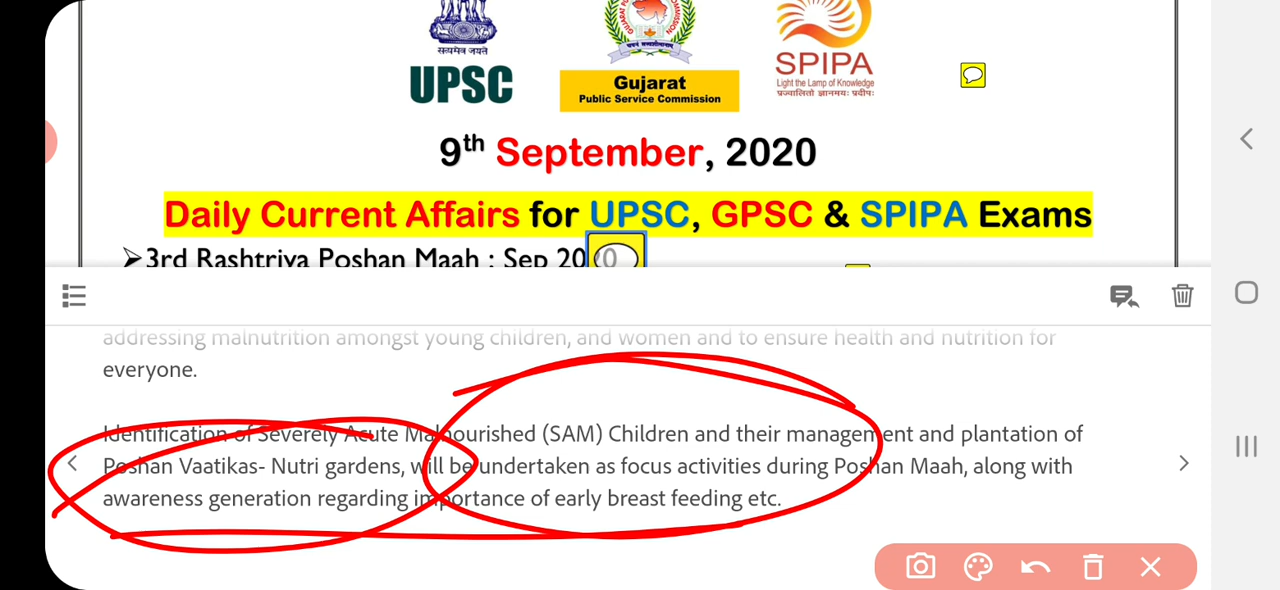 सत्यमेव जयते
UPSC
Gujarat
Public Service Commission
SPIPA
Light the Lamp of Knowledge
प्रज्वालितो ज्ञानमयः प्रदीपः
9th September, 2020
Daily Current Affairs for UPSC, GPSC & SPIPA Exams
➢3rd Rashtriya Poshan Maah : Sep 2020
addressing malnutrition amongst young children, and women and to ensure health and nutrition for
everyone.
Identification of Severely Acute Malnourished (SAM) Children and their management and plantation of
Poshan Vaatikas- Nutri gardens, will be undertaken as focus activities during Poshan Maah, along with
awareness generation regarding importance of early breast feeding etc.